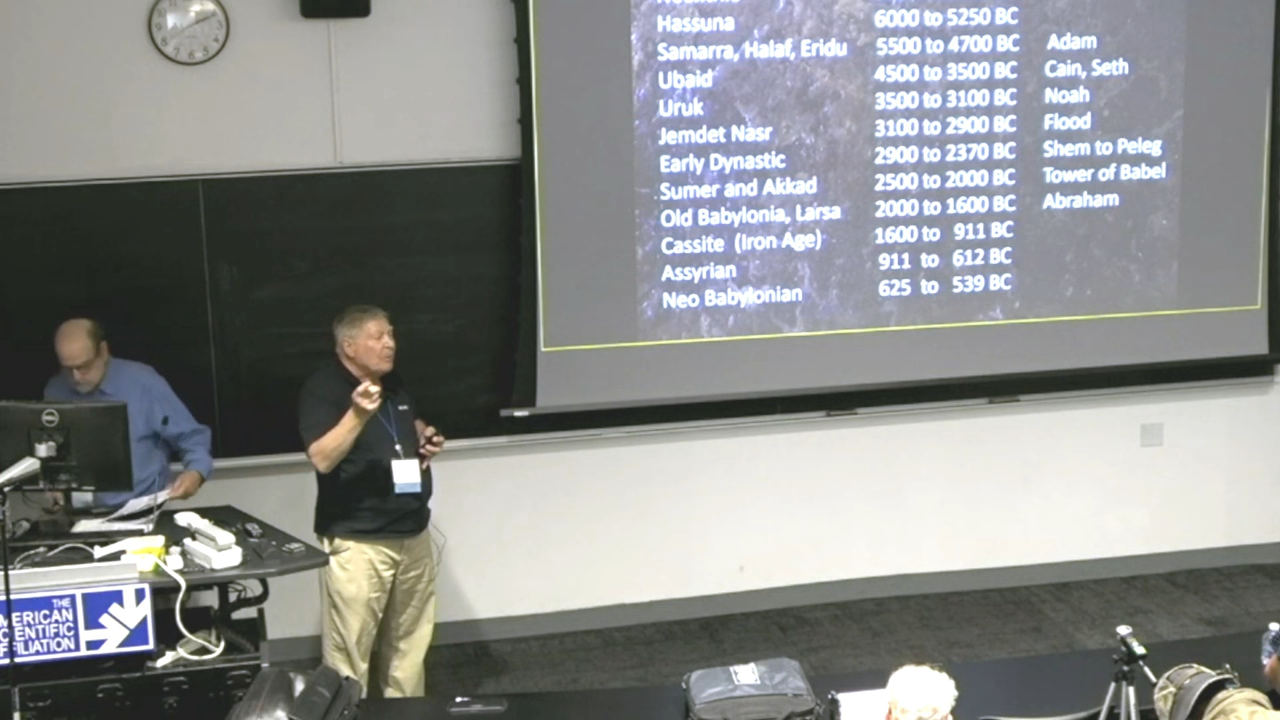 Hassuna 6000 to 5250 BC
Samarra, Halaf, Eridu 5500 to 4700 BC Adam
Ubaid 4500 to 3500 BC Cain, Seth
Uruk 3500 to 3100 BC Noah
Jemdet Nasr 3100 to 2900 BC Flood
Early Dynastic 2900 to 2370 BC Shem to Peleg
Sumer and Akkad 2500 to 2000 BC Tower of Babel
Old Babylonia, Larsa 2000 to 1600 BC Abraham
Cassite (Iron Age) 1600 to 911 BC
Assyrian 911 to 612 BC
Neo Babylonian 625 to 539 BC
DELL
THE
MERICAN
CIENTIFIC
FFILIATION